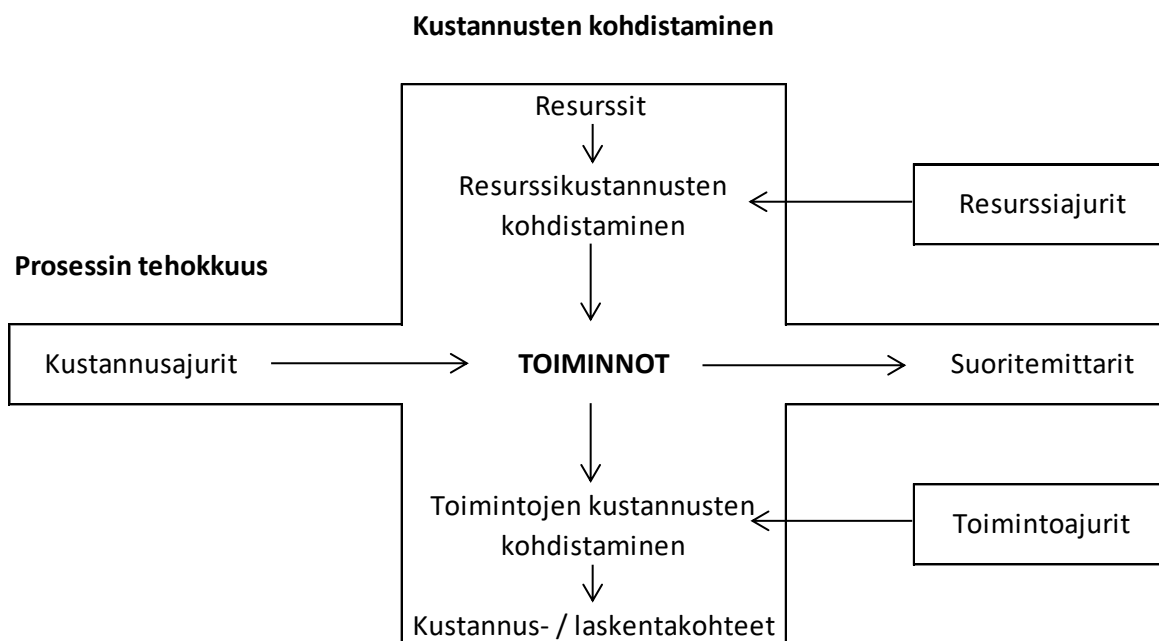 Kustannusten kohdistaminen
Resurssit
Resurssikustannusten
kohdistaminen
Resurssiajurit
Prosessin tehokkuus
Kustannusajurit
TOIMINNOT
Suoritemittarit
Toimintojen kustannusten
kohdistaminen
Toimintoajurit
Kustannus- / laskentakohteet